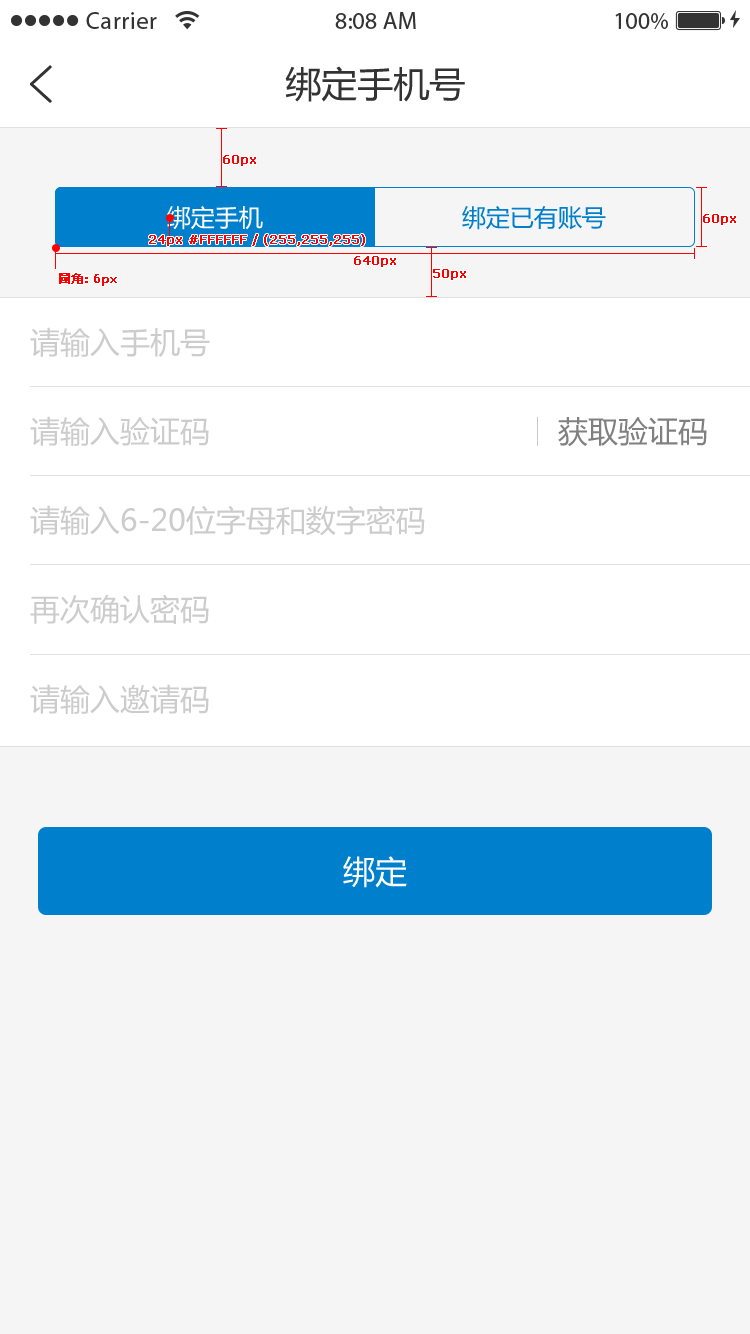 Carrier 8:08 AM 100%
绑定手机号
60px
绑定手机 绑定已有账号
60px
24px #FFFFFF / (255,255,255)
640px
圆角: 6px
50px
请输入手机号
请输入验证码 获取验证码
请输入6-20位字母和数字密码
再次确认密码
请输入邀请码
绑定